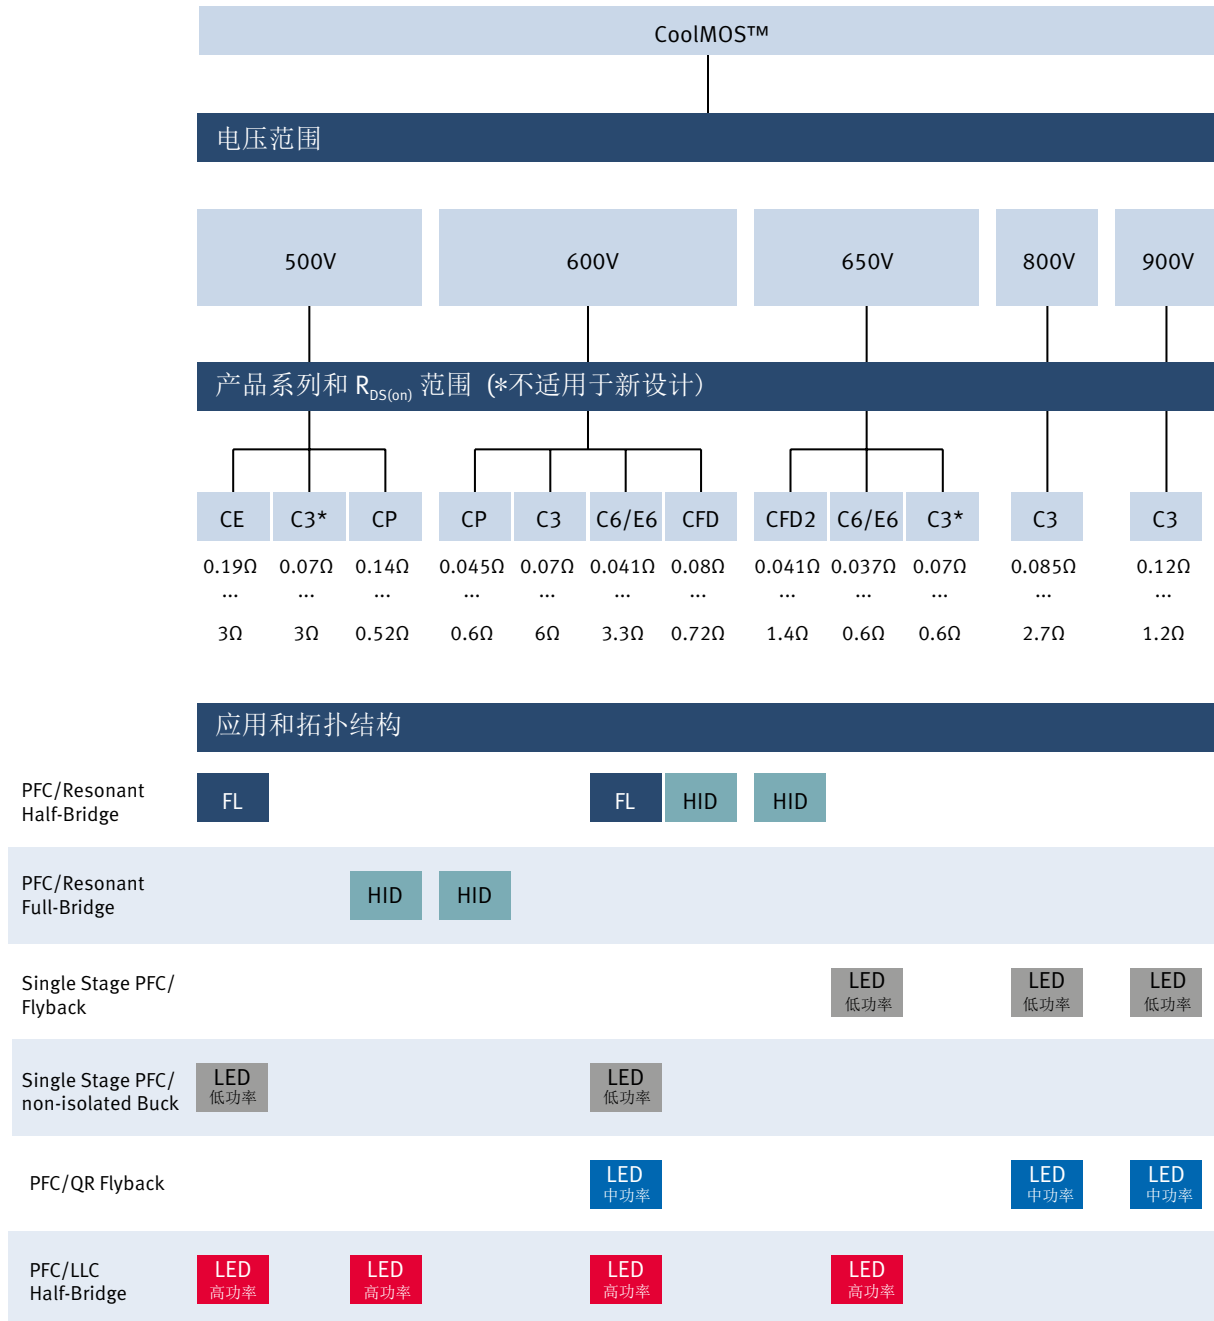 CoolMOS™
电压范围
500V 600V 650V 800V 900V
产品系列和 RDS(on) 范围 (*不适用于新设计)
CE C3* CP CP C3 C6/E6 CFD CFD2 C6/E6 C3* C3 C3
0.19Ω 0.07Ω 0.14Ω 0.045Ω 0.07Ω 0.041Ω 0.08Ω 0.041Ω 0.037Ω 0.07Ω 0.085Ω 0.12Ω
... ... ... ... ... ... ... ... ... ... ... ...
3Ω 3Ω 0.52Ω 0.6Ω 6Ω 3.3Ω 0.72Ω 1.4Ω 0.6Ω 0.6Ω 2.7Ω 1.2Ω
应用和拓扑结构
PFC/Resonant
Half-Bridge
FL FL HID HID
PFC/Resonant
Full-Bridge
HID HID
Single Stage PFC/
Flyback
LED LED LED
低功率 低功率 低功率
Single Stage PFC/
non-isolated Buck
LED LED
低功率 低功率
PFC/QR Flyback
LED LED LED
中功率 中功率 中功率
PFC/LLC
Half-Bridge
LED LED LED LED
高功率 高功率 高功率 高功率